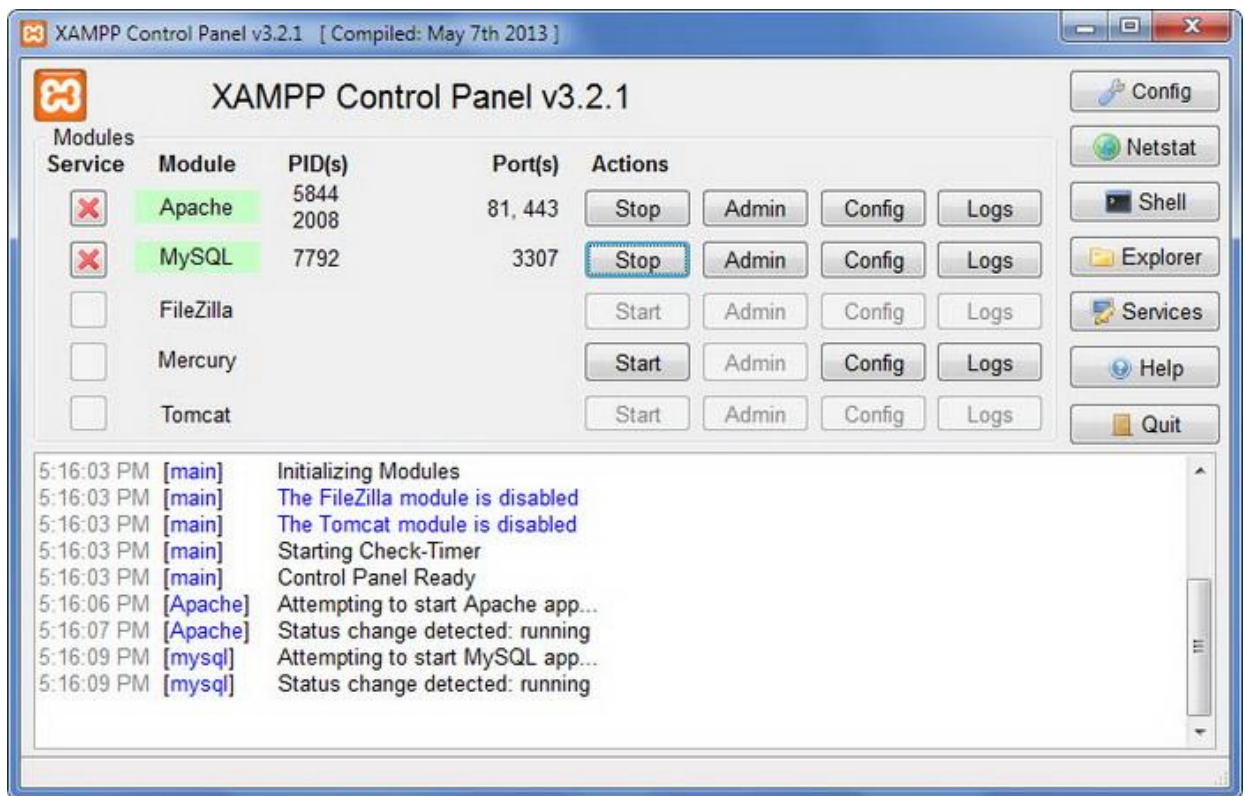 XAMPP Control Panel v3.2.1 [ Compiled: May 7th 2013 ]
XAMPP Control Panel v3.2.1
Config
Modules
Service Module PID(s) Port(s) Actions
Netstat
Apache 5844 2008 81, 443 Stop Admin Config Logs
Shell
MySQL 7792 3307 Stop Admin Config Logs
Explorer
FileZilla Start Admin Config Logs
Services
Mercury Start Admin Config Logs
Help
Tomcat Start Admin Config Logs
Quit
5:16:03 PM [main] Initializing Modules
5:16:03 PM [main] The FileZilla module is disabled
5:16:03 PM [main] The Tomcat module is disabled
5:16:03 PM [main] Starting Check-Timer
5:16:03 PM [main] Control Panel Ready
5:16:06 PM [Apache] Attempting to start Apache app...
5:16:07 PM [Apache] Status change detected: running
5:16:09 PM [mysql] Attempting to start MySQL app...
5:16:09 PM [mysql] Status change detected: running